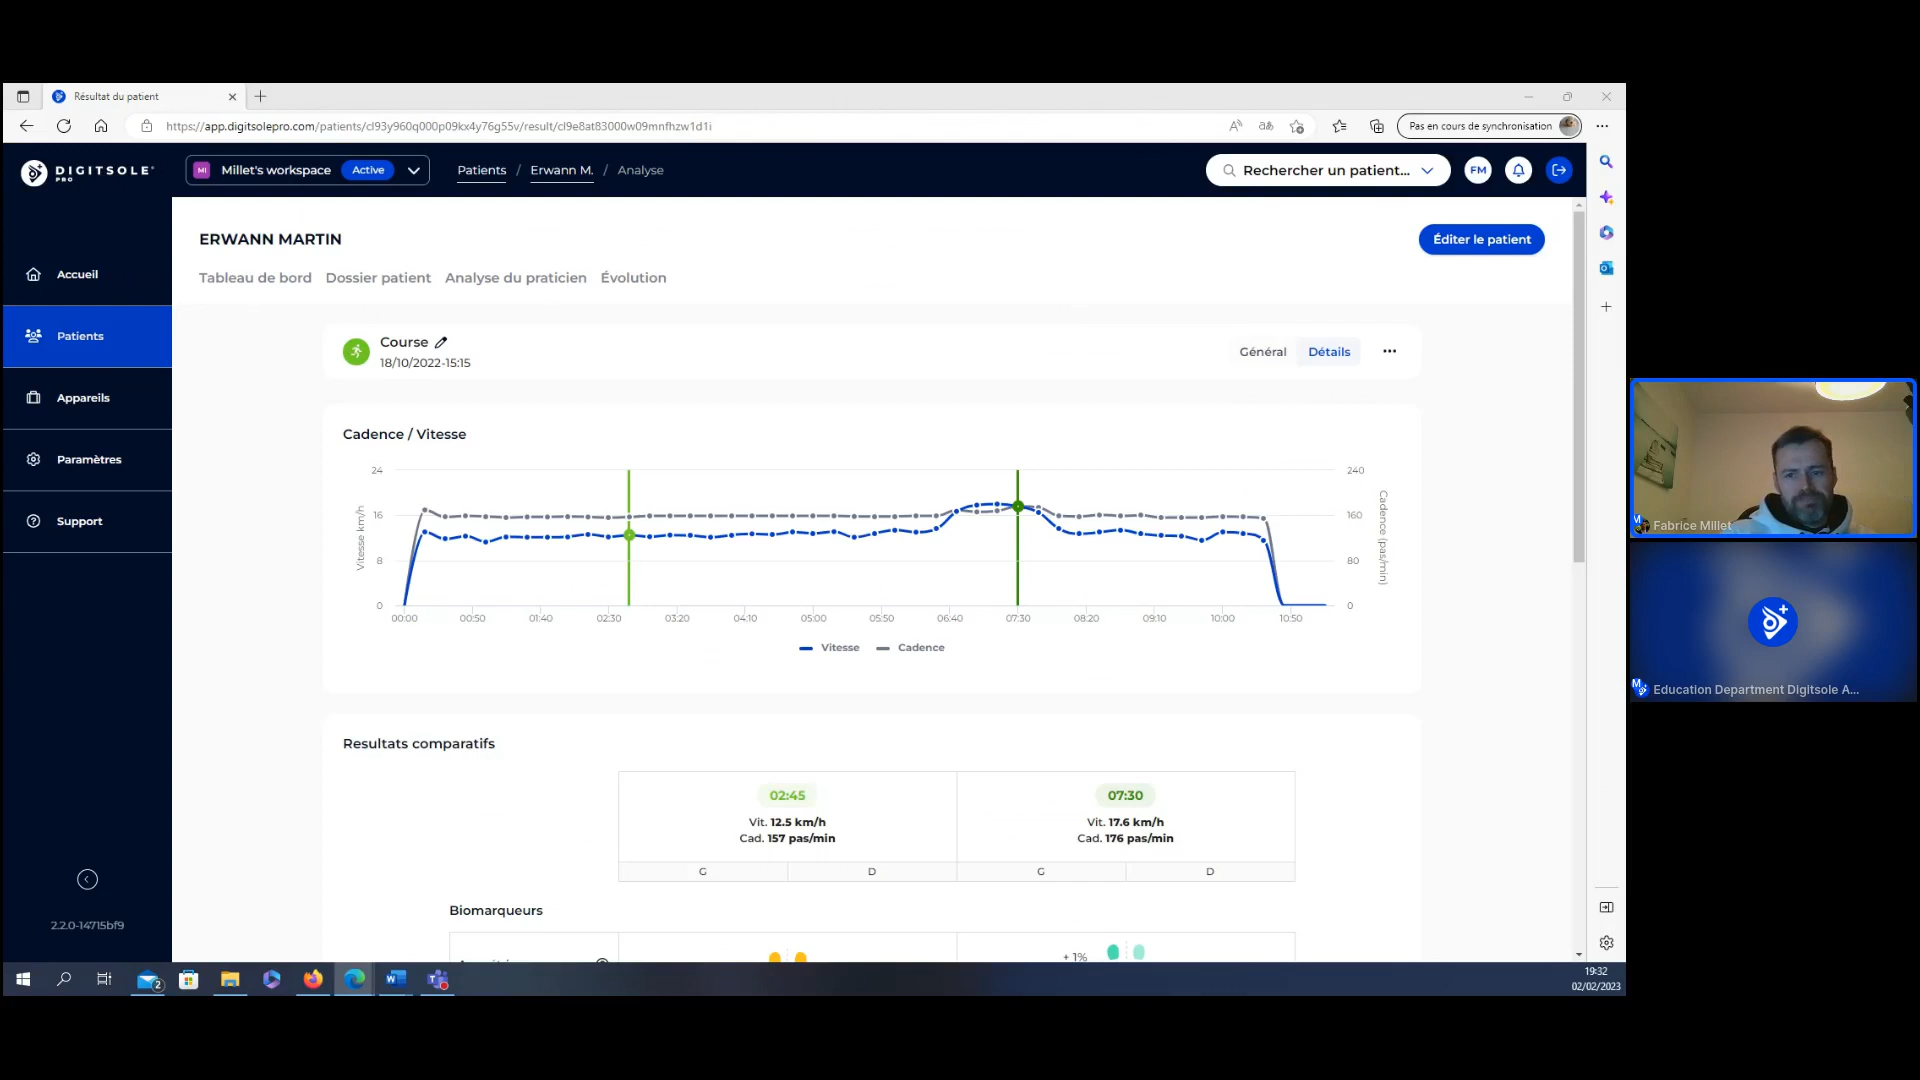 Résultat du patient
https://app.digitsolepro.com/patients/cl93y960q000p09kx4y76g55v/result/cl9e8at83000w09mnfhzw1d1i
Pas en cours de synchronisation
DIGITSOLE
PRO
MI Millet's workspace Active
Patients / Erwann M. / Analyse
Rechercher un patient...
FM
ERWANN MARTIN
Éditer le patient
Tableau de bord Dossier patient Analyse du praticien Évolution
Accueil
Patients
Appareils
Paramètres
Support
2.2.0-14715bf9
Course
18/10/2022-15:15
Général Détails
Cadence / Vitesse
24 240
16 160
8 80
0 0
Vitesse km/h
Cadence (pas/min)
00:00 00:50 01:40 02:30 03:20 04:10 05:00 05:50 06:40 07:30 08:20 09:10 10:00 10:50
Vitesse Cadence
Resultats comparatifs
02:45 07:30
Vit. 12.5 km/h Vit. 17.6 km/h
Cad. 157 pas/min Cad. 176 pas/min
G D G D
Biomarqueurs
+ 1%
2
19:32
02/02/2023
M Fabrice Millet
M Education Department Digitsole A...